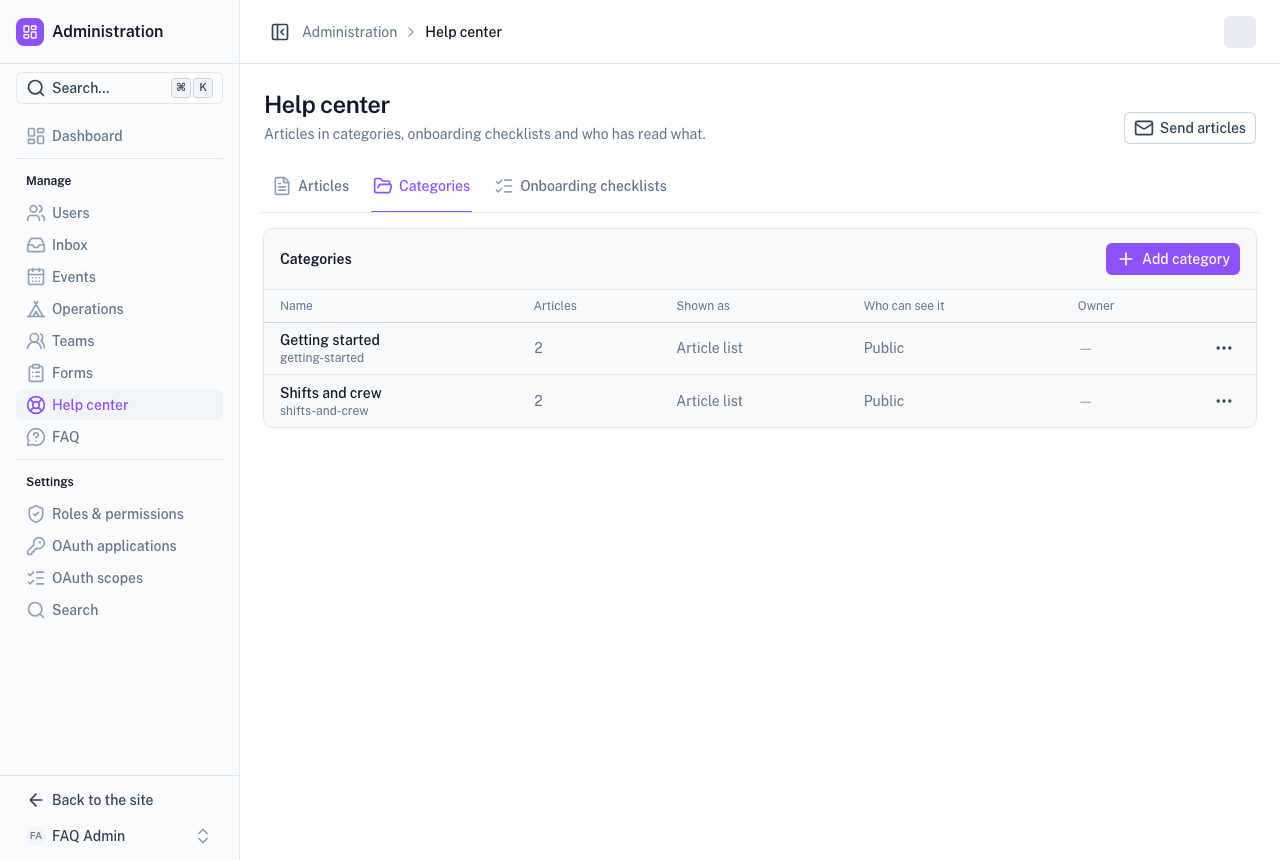 Administration
Search...
⌘ K
Dashboard
Manage
Users
Inbox
Events
Operations
Teams
Forms
Help center
FAQ
Settings
Roles & permissions
OAuth applications
OAuth scopes
Search
Back to the site
FA FAQ Admin
Administration > Help center
Help center
Articles in categories, onboarding checklists and who has read what.
Send articles
Articles Categories Onboarding checklists
Categories
Add category
Name Articles Shown as Who can see it Owner
Getting started 2 Article list Public —
getting-started
Shifts and crew 2 Article list Public —
shifts-and-crew